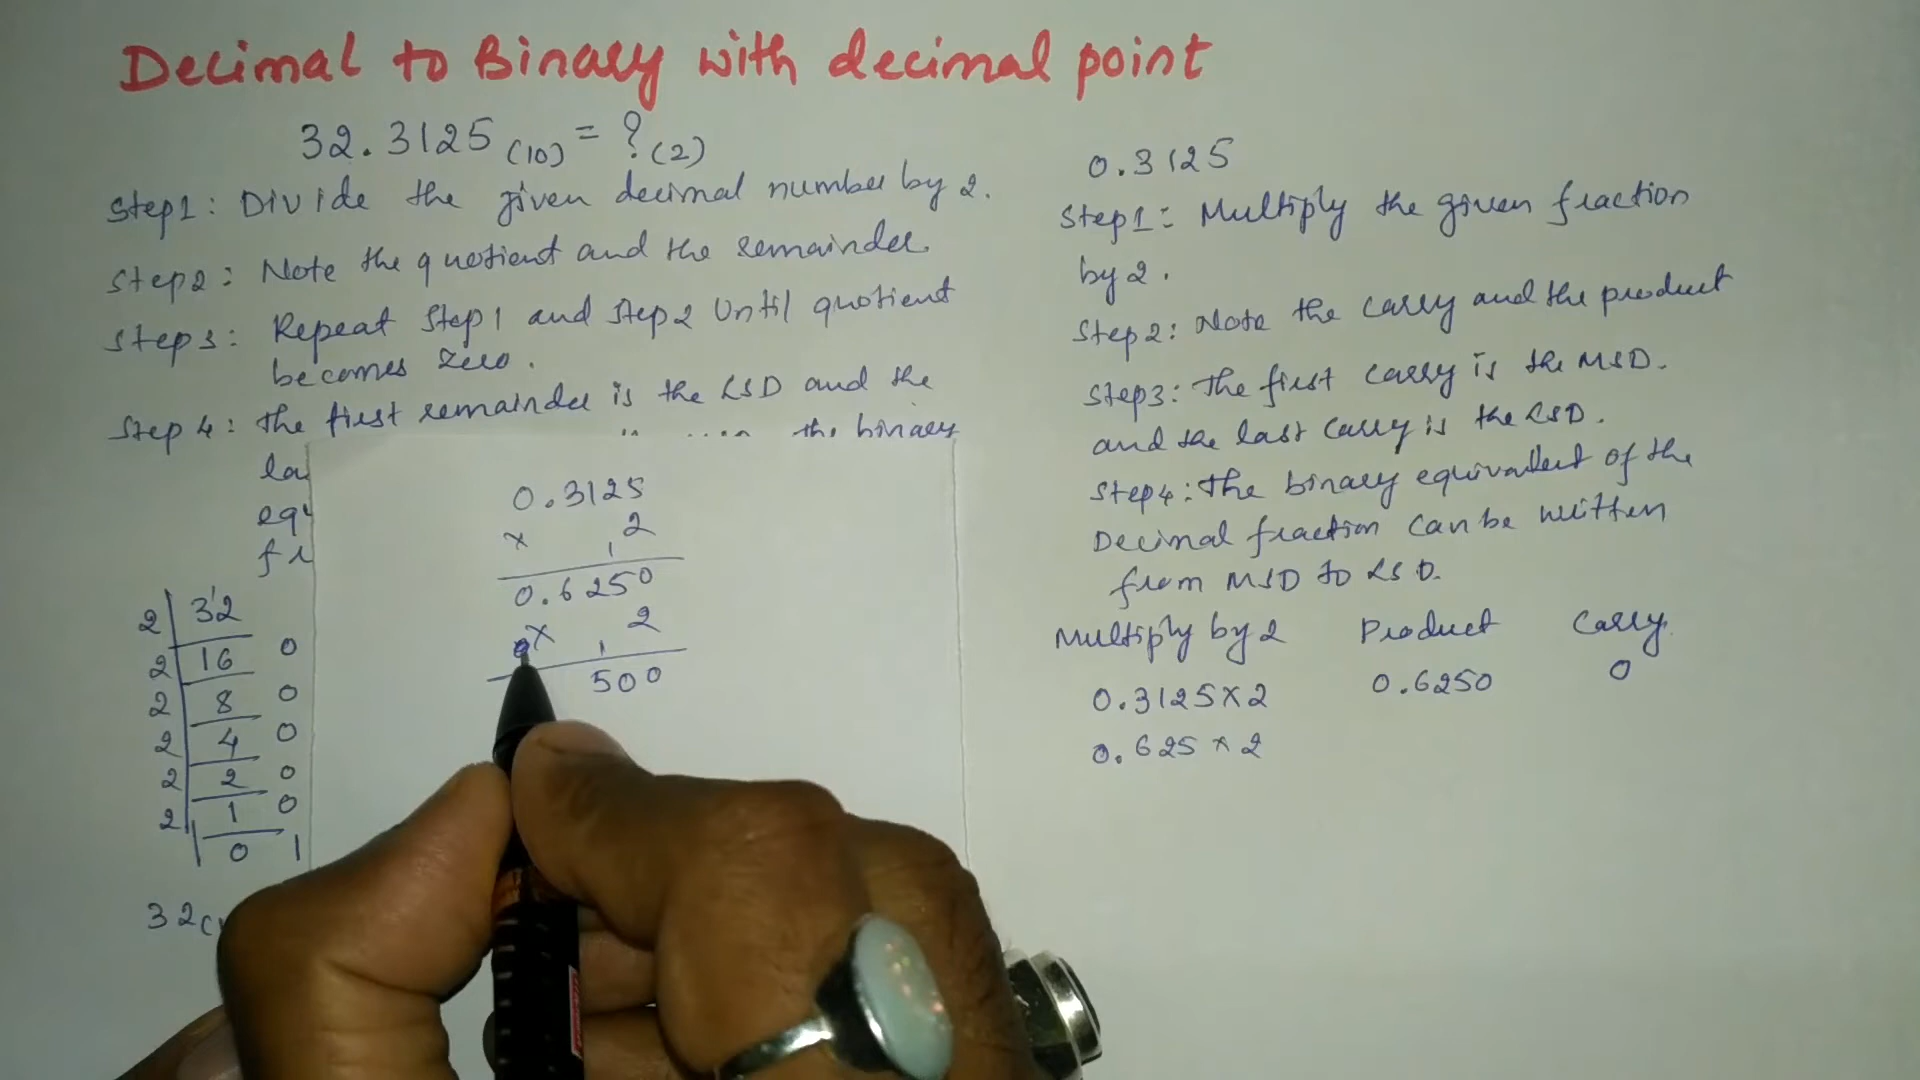 Decimal to Binary with decimal point
32.3125 (10) = ? (2)
Step1: Divide the given decimal number by 2.
Step2: Note the quotient and the remainder
Step3: Repeat Step1 and Step2 Until quotient
becomes zero.
Step4: the first remainder is the LSD and the
the binary
2 32
2 16 0
2 8 0
2 4 0
2 2 0
2 1 0
0 1
32
0.3125
× 2
1
0.6250
0× 2
1
500
0.3125
Step1: Multiply the given fraction
by 2.
Step2: Note the carry and the product
Step3: The first carry is the MSD.
and the last carry is the LSD.
Step4: The binary equivallent of the
Decimal fraction can be written
from MSD to LSD.
Multiply by 2 Product Carry
0.3125×2 0.6250 0
0.625×2